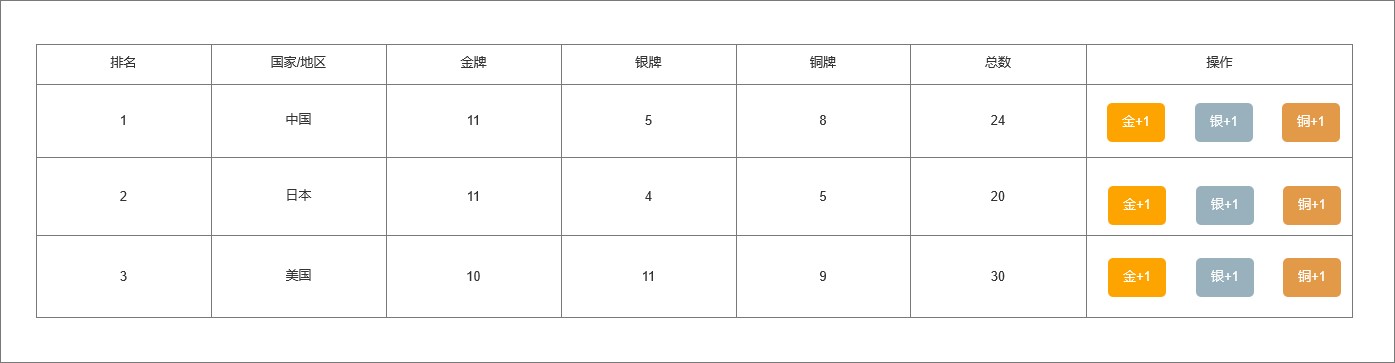 排名 国家/地区 金牌 银牌 铜牌 总数 操作
1 中国 11 5 8 24 金+1 银+1 铜+1
2 日本 11 4 5 20 金+1 银+1 铜+1
3 美国 10 11 9 30 金+1 银+1 铜+1